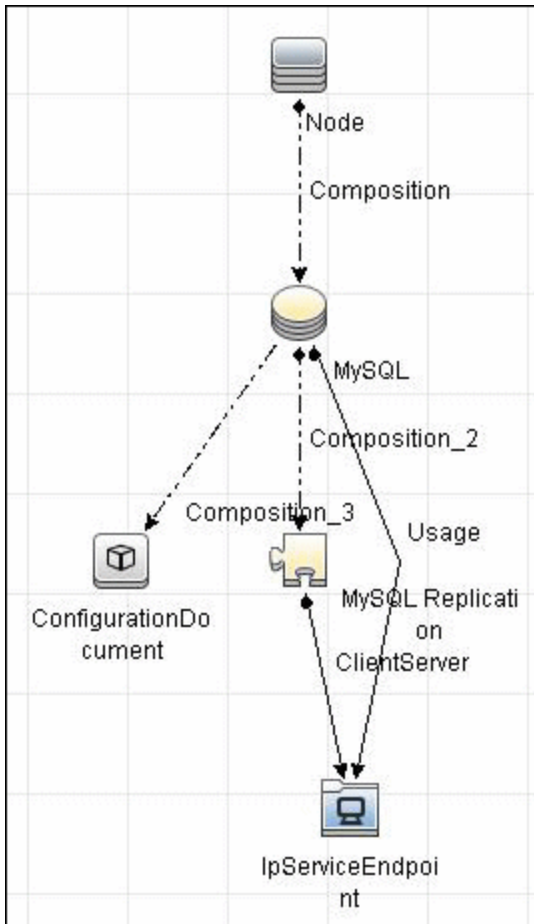 Node
Composition
MySQL
Composition_2
Composition_3
Usage
ConfigurationDo
cument
MySQL Replicati
on
ClientServer
IpServiceEndpoi
nt